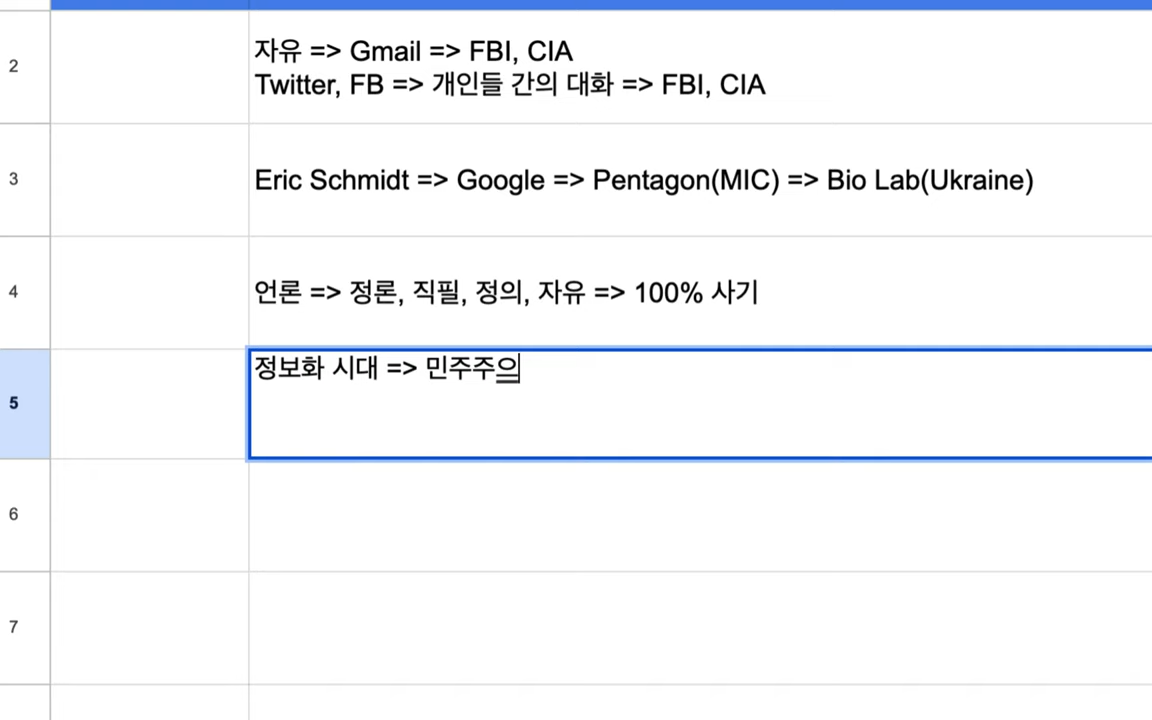 2
자유 => Gmail => FBI, CIA
Twitter, FB => 개인들 간의 대화 => FBI, CIA
3
Eric Schmidt => Google => Pentagon(MIC) => Bio Lab(Ukraine)
4
언론 => 정론, 직필, 정의, 자유 => 100% 사기
5
정보화 시대 => 민주주으
6
7